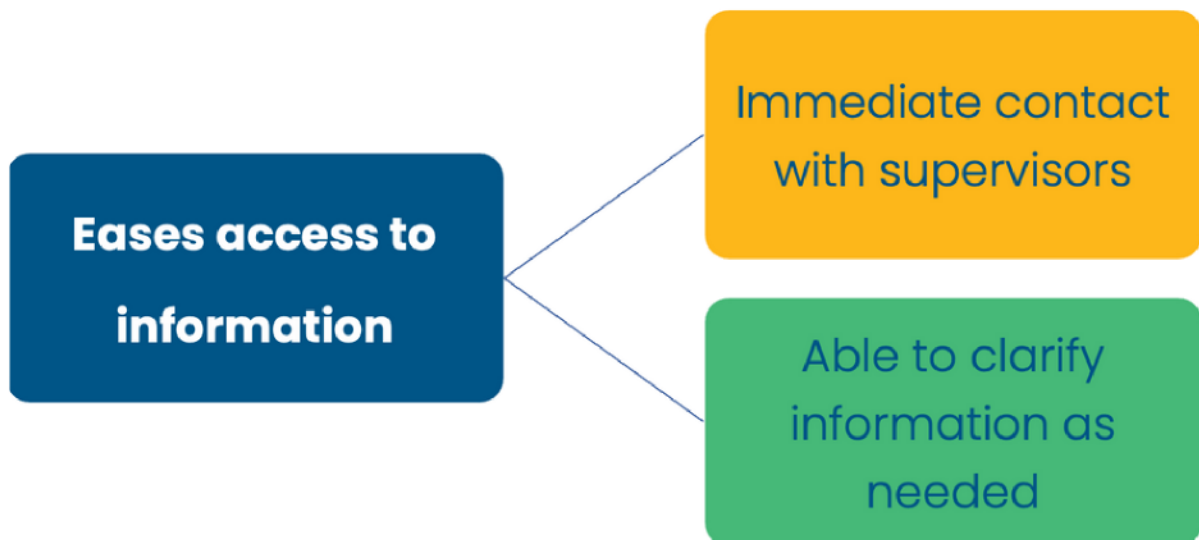 Eases access to
information
Immediate contact
with supervisors
Able to clarify
information as
needed